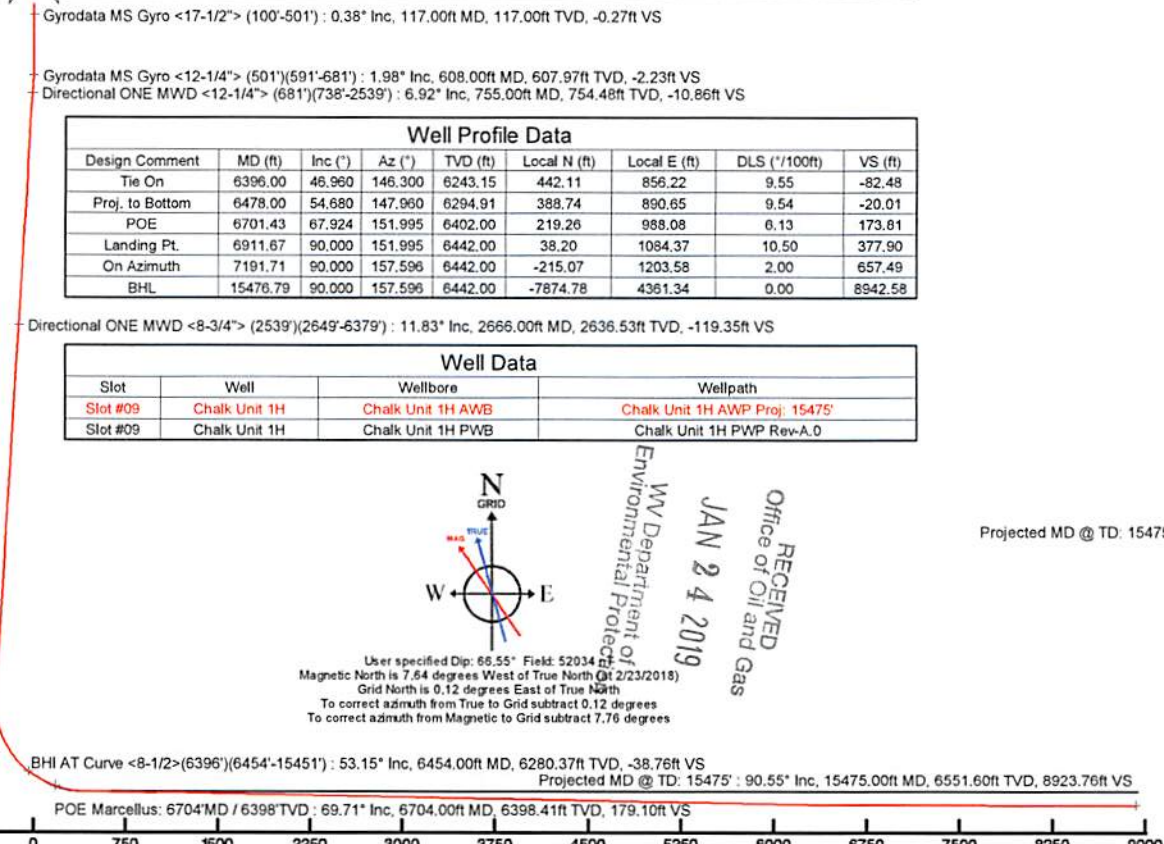 Gyrodata MS Gyro <17-1/2"> (100'-501') : 0.38° Inc, 117.00ft MD, 117.00ft TVD, -0.27ft VS
Gyrodata MS Gyro <12-1/4"> (501')(591'-681') : 1.98° Inc, 608.00ft MD, 607.97ft TVD, -2.23ft VS
Directional ONE MWD <12-1/4"> (681')(738'-2539') : 6.92° Inc, 755.00ft MD, 754.48ft TVD, -10.86ft VS
Well Profile Data
Design Comment MD (ft) Inc (°) Az (°) TVD (ft) Local N (ft) Local E (ft) DLS (°/100ft) VS (ft)
Tie On 6396.00 46.960 146.300 6243.15 442.11 856.22 9.55 -82.48
Proj. to Bottom 6478.00 54.680 147.960 6294.91 388.74 890.65 9.54 -20.01
POE 6701.43 67.924 151.995 6402.00 219.26 988.08 6.13 173.81
Landing Pt. 6911.67 90.000 151.995 6442.00 38.20 1084.37 10.50 377.90
On Azimuth 7191.71 90.000 157.596 6442.00 -215.07 1203.58 2.00 657.49
BHL 15476.79 90.000 157.596 6442.00 -7874.78 4361.34 0.00 8942.58
Directional ONE MWD <8-3/4"> (2539')(2649'-6379') : 11.83° Inc, 2666.00ft MD, 2636.53ft TVD, -119.35ft VS
Well Data
Slot Well Wellbore Wellpath
Slot #09 Chalk Unit 1H Chalk Unit 1H AWB Chalk Unit 1H AWP Proj: 15475'
Slot #09 Chalk Unit 1H Chalk Unit 1H PWB Chalk Unit 1H PWP Rev-A.0
RECEIVED
Office of Oil and Gas
JAN 24 2019
WV Department of
Environmental Protection
N
GRID
TRUE
MAG
W E
Projected MD @ TD: 15475
User specified Dip: 66.55° Field: 52034 nT
Magnetic North is 7.64 degrees West of True North (at 2/23/2018)
Grid North is 0.12 degrees East of True North
To correct azimuth from True to Grid subtract 0.12 degrees
To correct azimuth from Magnetic to Grid subtract 7.76 degrees
BHI AT Curve <8-1/2>(6396')(6454'-15451') : 53.15° Inc, 6454.00ft MD, 6280.37ft TVD, -38.76ft VS
Projected MD @ TD: 15475' : 90.55° Inc, 15475.00ft MD, 6551.60ft TVD, 8923.76ft VS
POE Marcellus: 6704'MD / 6398'TVD : 69.71° Inc, 6704.00ft MD, 6398.41ft TVD, 179.10ft VS
0 750 1500 2250 3000 3750 4500 5250 6000 6750 7500 8250 9000